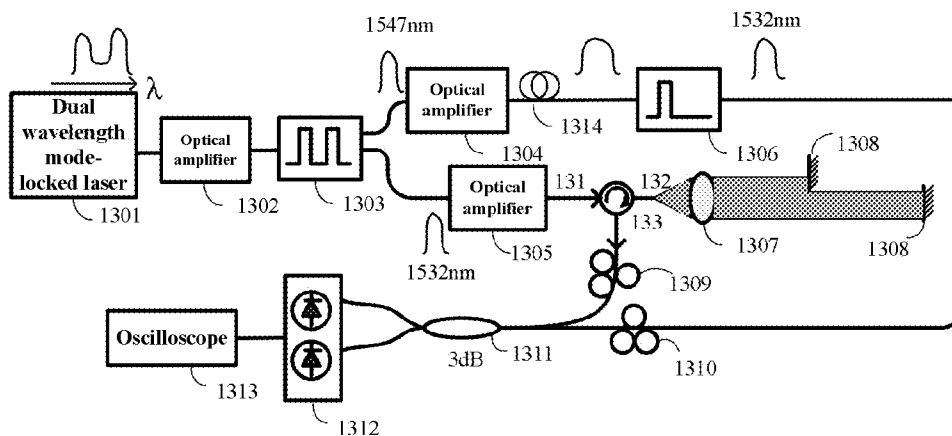 1547nm
1532nm
λ
Dual
wavelength
mode-
locked laser
1301
Optical
amplifier
1302
1303
Optical
amplifier
1304
1314
1306
1308
Optical
amplifier
1305
131
132
133
1307
1308
1532nm
1309
Oscilloscope
1313
1312
3dB
1311
1310